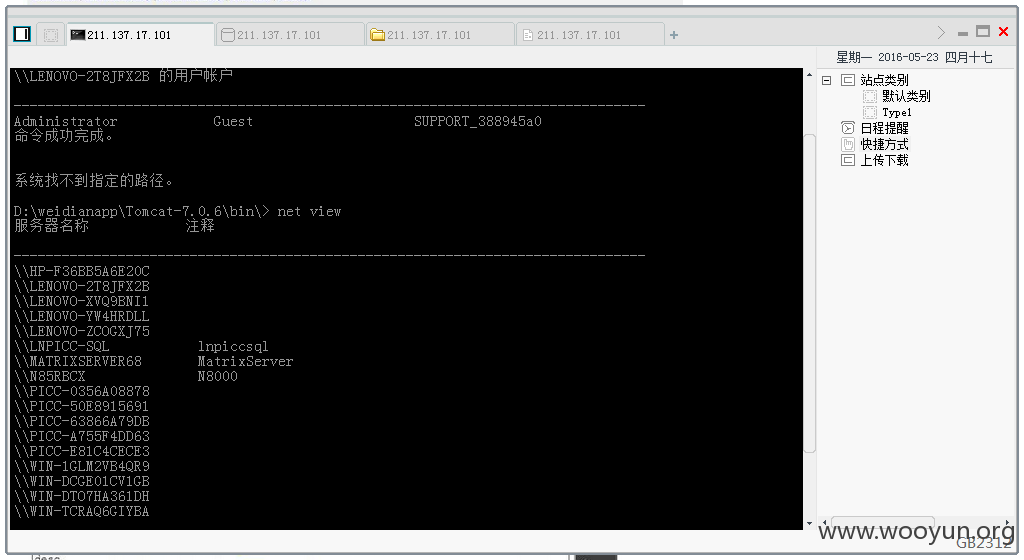 211.137.17.101 211.137.17.101 211.137.17.101 211.137.17.101 +
星期一 2016-05-23 四月十七
站点类别
默认类别
Type1
日程提醒
快捷方式
上传下载
\\LENOVO-2T8JFX2B 的用户帐户
-------------------------------------------------------------------------------
Administrator Guest SUPPORT_388945a0
命令成功完成。
系统找不到指定的路径。
D:\weidianapp\Tomcat-7.0.6\bin\> net view
服务器名称 注释
-------------------------------------------------------------------------------
\\HP-F36BB5A6E20C
\\LENOVO-2T8JFX2B
\\LENOVO-XVQ9BNI1
\\LENOVO-YW4HRDLL
\\LENOVO-ZCOGXJ75
\\LNPICC-SQL lnpiccsql
\\MATRIXSERVER68 MatrixServer
\\N85RBCX N8000
\\PICC-0356A08878
\\PICC-50E8915691
\\PICC-63866A79DB
\\PICC-A755F4DD63
\\PICC-E81C4CECE3
\\WIN-1GLM2VB4QR9
\\WIN-DCGE01CV1GB
\\WIN-DTO7HA361DH
\\WIN-TCRAQ6GIYBA
www.wooyun.org
GB2312